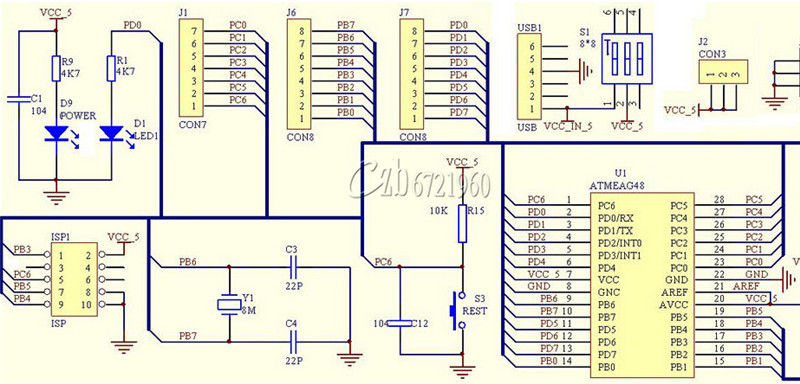 VCC_5
PD0
R9
4K7
R1
4K7
C1
104
D9
POWER
D1
LED1
J1
7 PC0
6 PC1
5 PC2
4 PC3
3 PC4
2 PC5
1 PC6
CON7
J6
8 PB7
7 PB6
6 PB5
5 PB4
4 PB3
3 PB2
2 PB1
1 PB0
CON8
J7
8 PD0
7 PD1
6 PD2
5 PD3
4 PD4
3 PD5
2 PD6
1 PD7
CON8
USB1
6
5
4
3
2
1
USB
VCC_IN_5
S1
8*8
6 5 4
1 2 3
VCC_5
J2
CON3
1 2 3
VCC_5
Czb6721960
ISP1
VCC_5
PB3 1 2
3 4
PC6 5 6
PB5 7 8
PB4 9 10
ISP
PB6
C3
22P
Y1
8M
PB7
C4
22P
VCC_5
10K R15
PC6
104 C12
S3
REST
U1
ATMEAG48
PC6 1 PC6 PC5 28 PC5
PD0 2 PD0/RX PC4 27 PC4
PD1 3 PD1/TX PC3 26 PC3
PD2 4 PD2/INT0 PC2 25 PC2
PD3 5 PD3/INT1 PC1 24 PC1
PD4 6 PD4 PC0 23 PC0
VCC_5 7 VCC GND 22 GND
GND 8 GNC AREF 21 AREF
PB6 9 PB6 AVCC 20 VCC_5
PB7 10 PB7 PB5 19 PB5
PD5 11 PD5 PB4 18 PB4
PD6 12 PD6 PB3 17 PB3
PD7 13 PD7 PB2 16 PB2
PB0 14 PB0 PB1 15 PB1